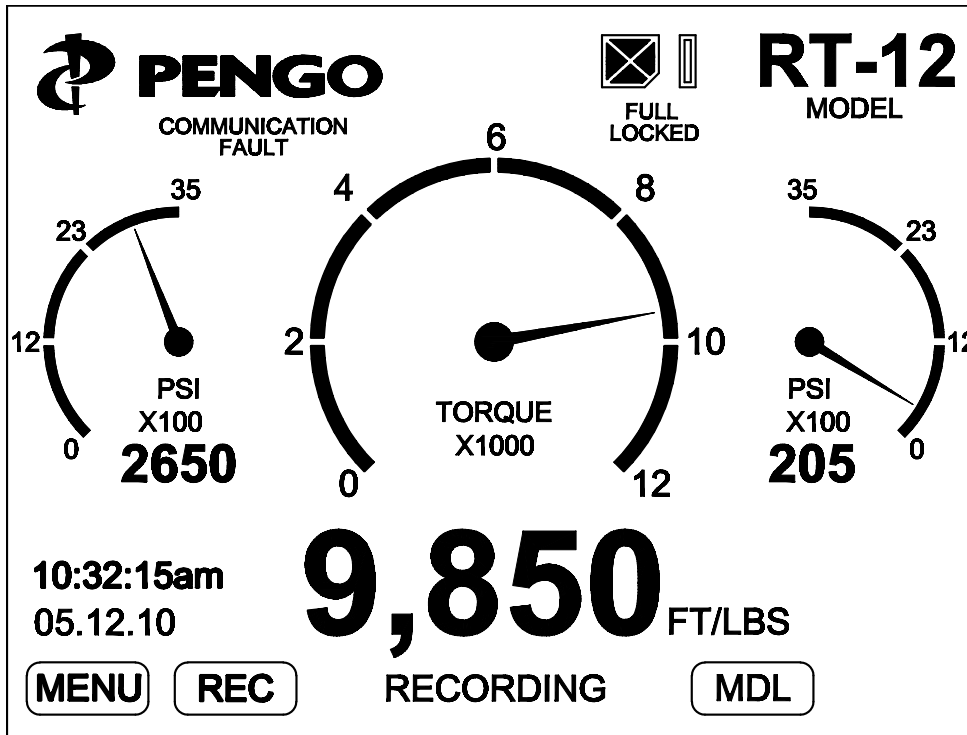 PENGO
COMMUNICATION
FAULT
FULL
LOCKED
RT-12
MODEL
35
23
12
0
PSI
X100
2650
0
2
4
6
8
10
12
TORQUE
X1000
35
23
12
0
PSI
X100
205
10:32:15am
05.12.10
9,850 FT/LBS
MENU
REC
RECORDING
MDL